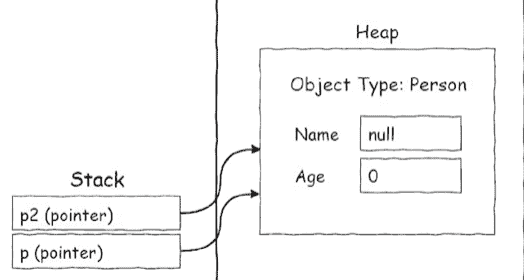 Heap
Object Type: Person
Name null
Age 0
Stack
p2 (pointer)
p (pointer)